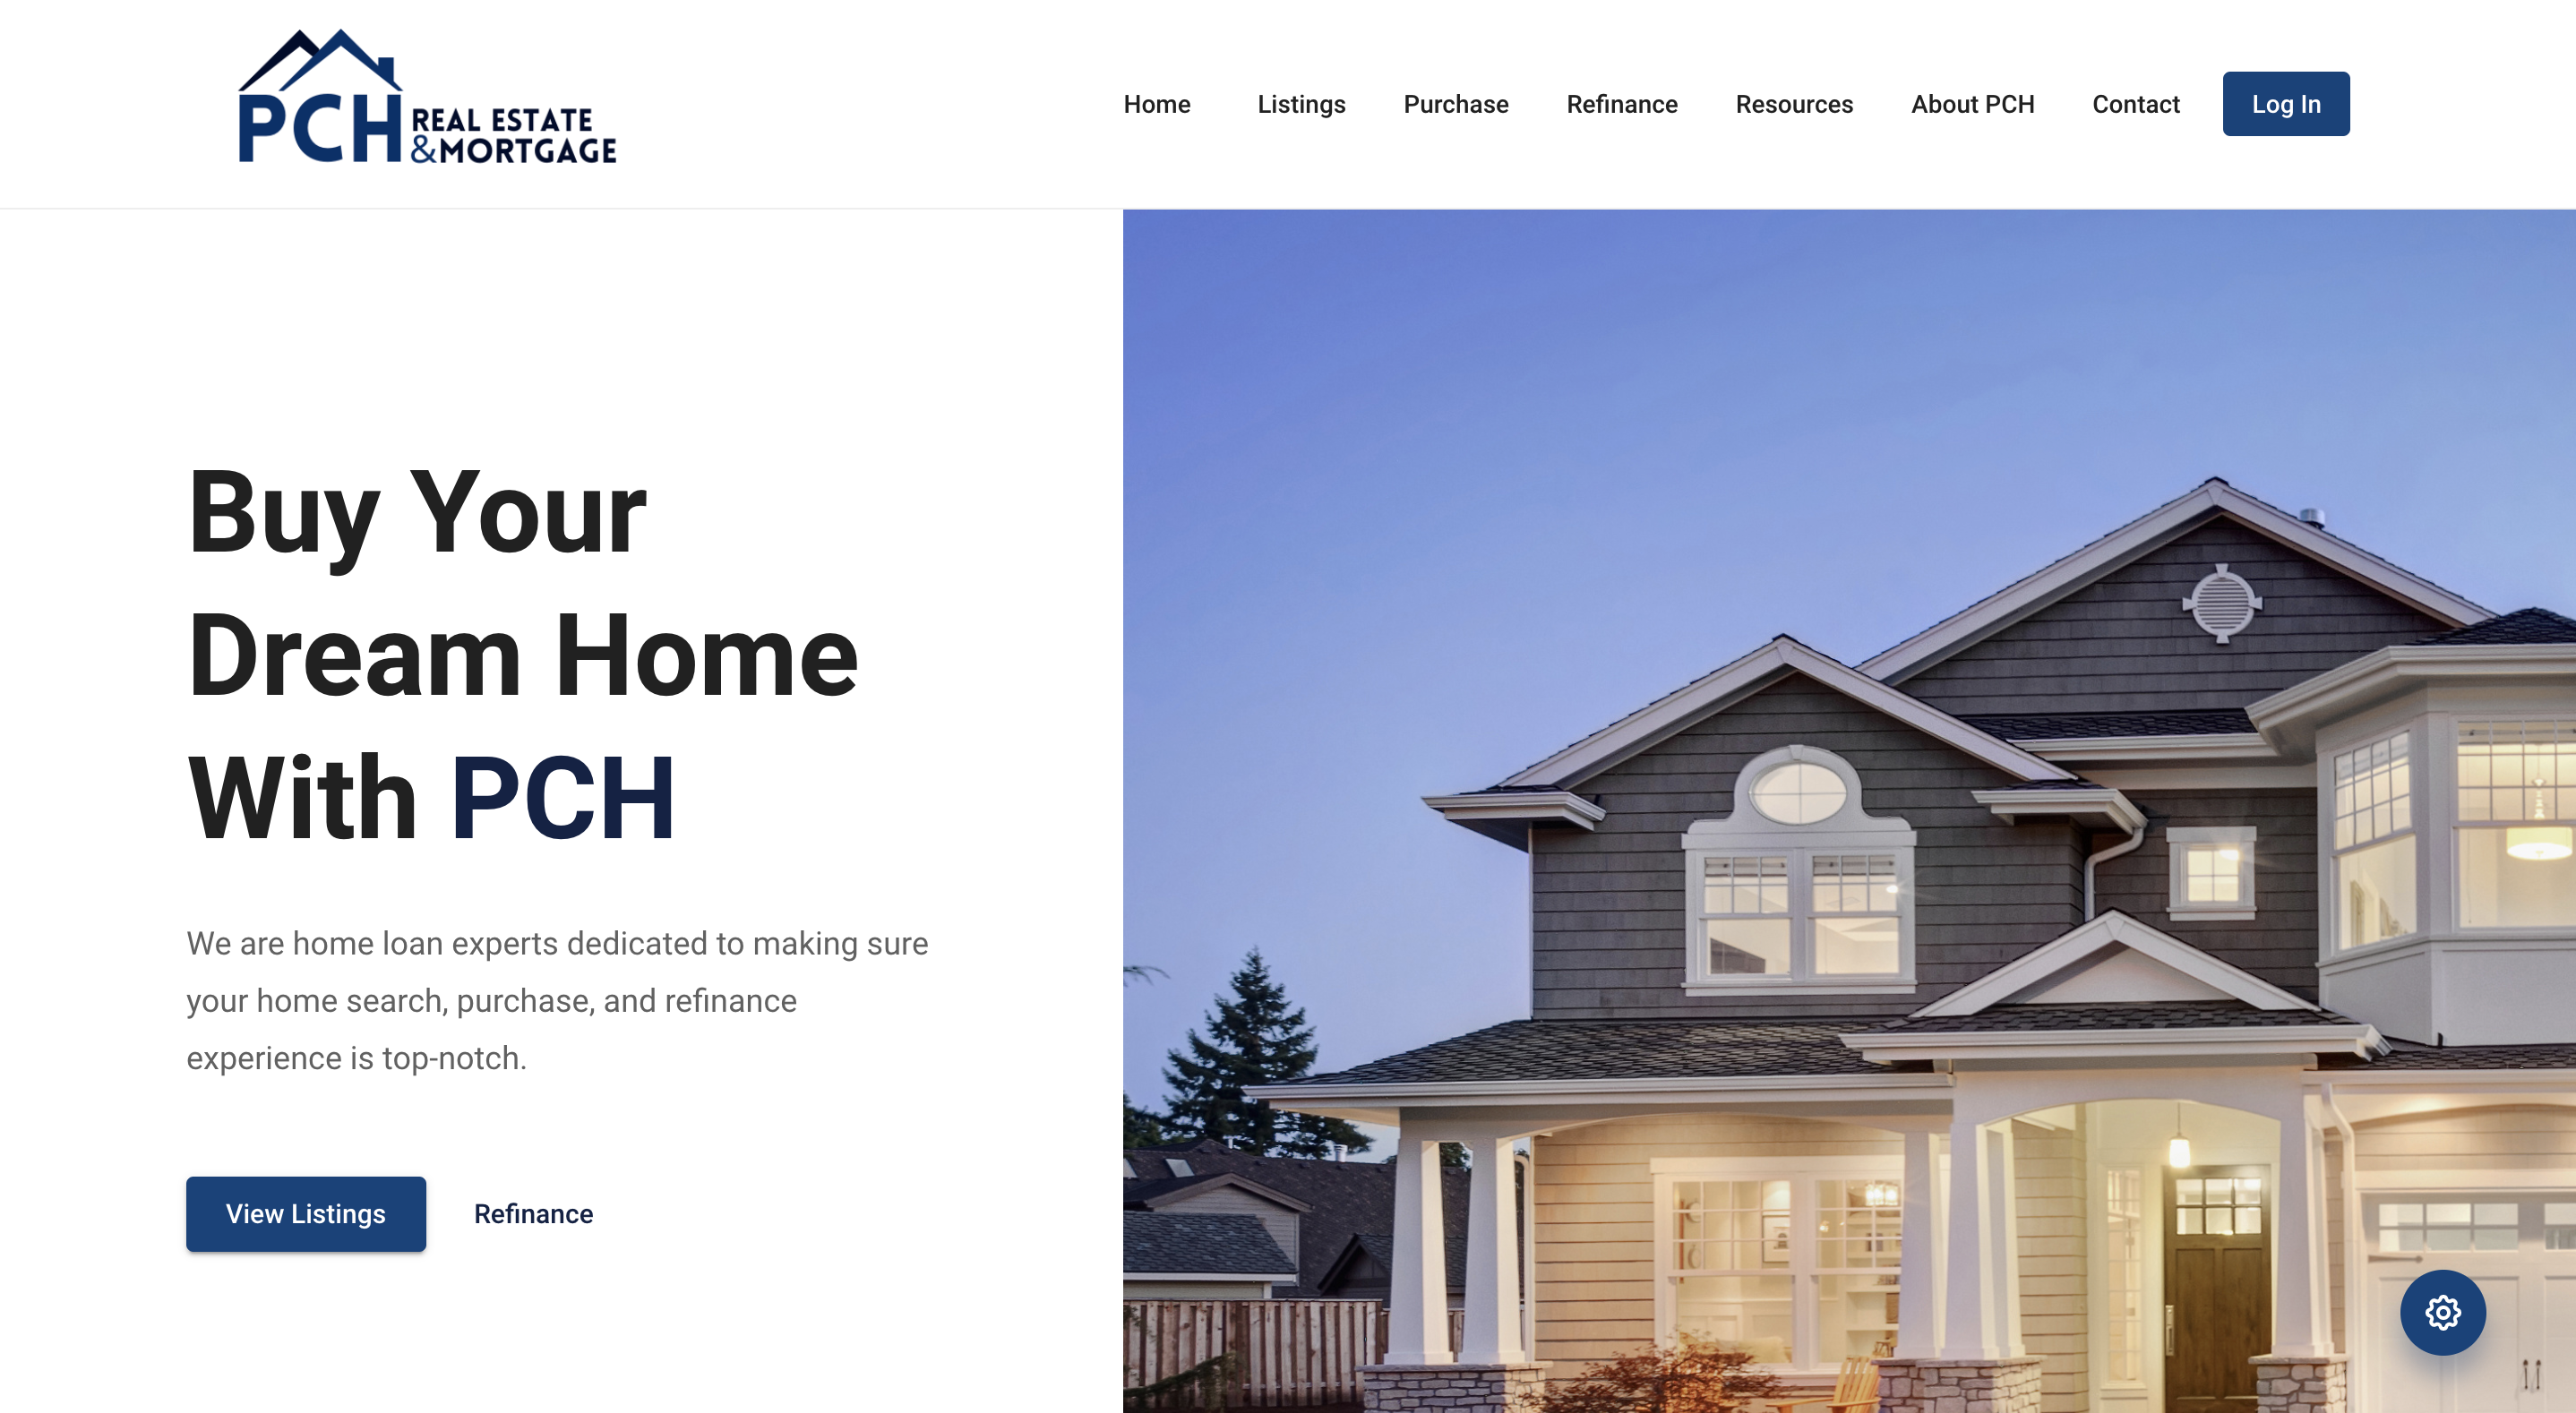 PCH REAL ESTATE
&MORTGAGE
Home Listings Purchase Refinance Resources About PCH Contact Log In
Buy Your
Dream Home
With PCH
We are home loan experts dedicated to making sure
your home search, purchase, and refinance
experience is top-notch.
View Listings Refinance